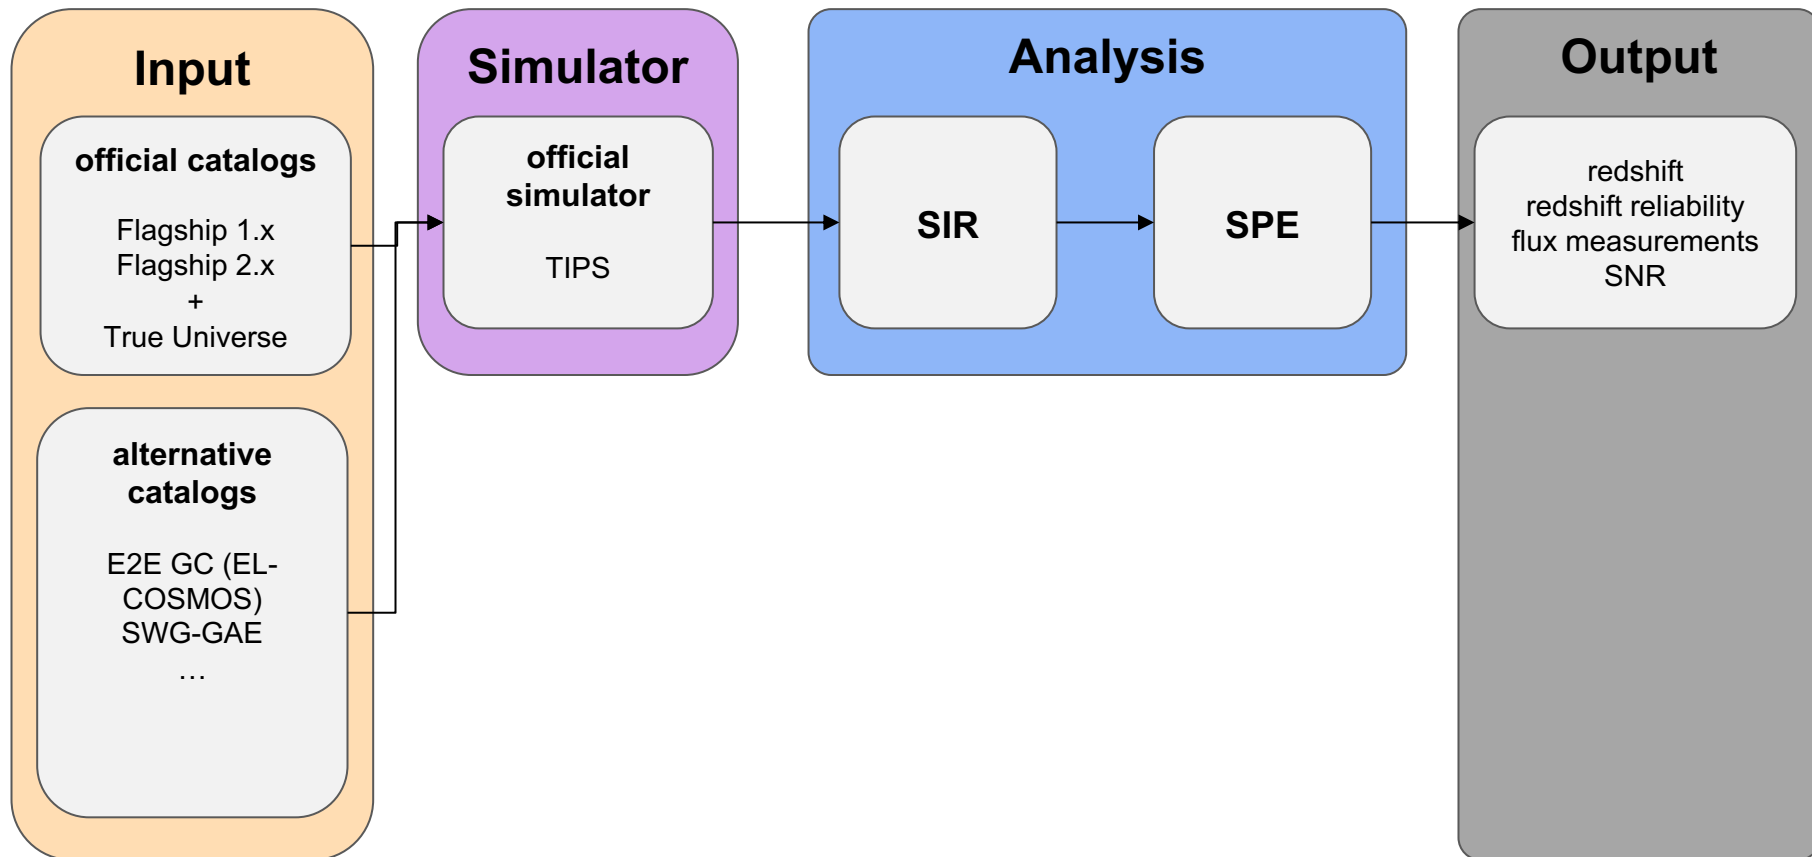 Input
official catalogs
Flagship 1.x
Flagship 2.x
+
True Universe
alternative
catalogs
E2E GC (EL-
COSMOS)
SWG-GAE
…
Simulator
official
simulator
TIPS
Analysis
SIR
SPE
Output
redshift
redshift reliability
flux measurements
SNR